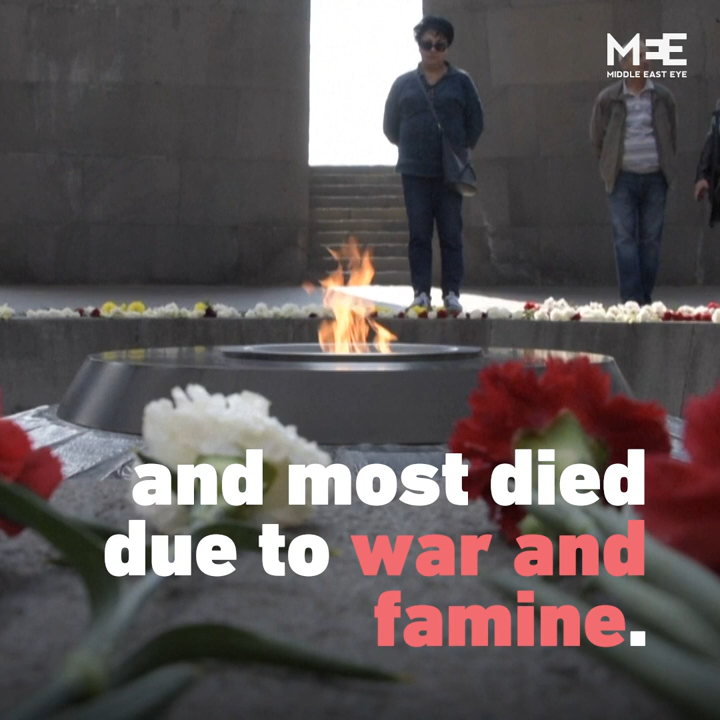 MEE
MIDDLE EAST EYE
and most died
due to war and
famine.